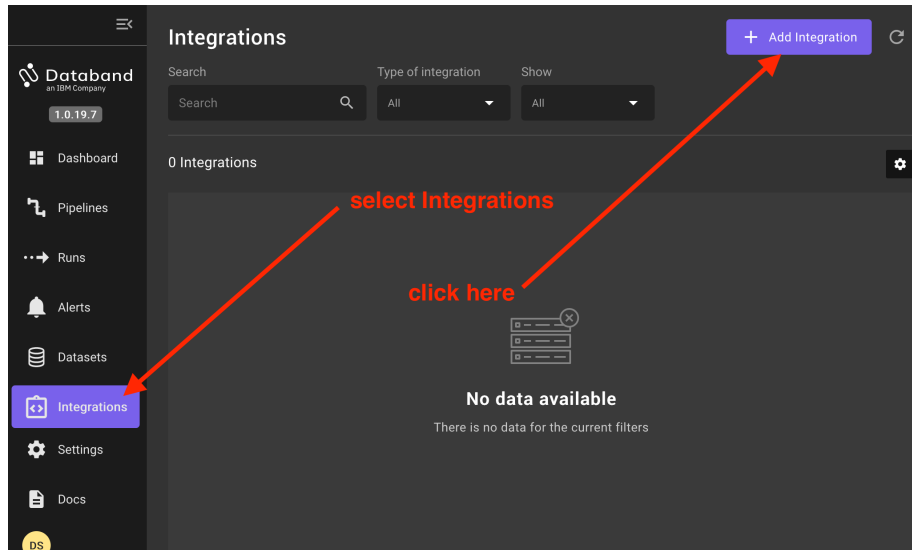 Databand
an IBM Company
1.0.19.7
Dashboard
Pipelines
Runs
Alerts
Datasets
Integrations
Settings
Docs
DS
Integrations
+ Add Integration
Search
Type of integration
Show
Search
All
All
0 Integrations
select Integrations
click here
No data available
There is no data for the current filters